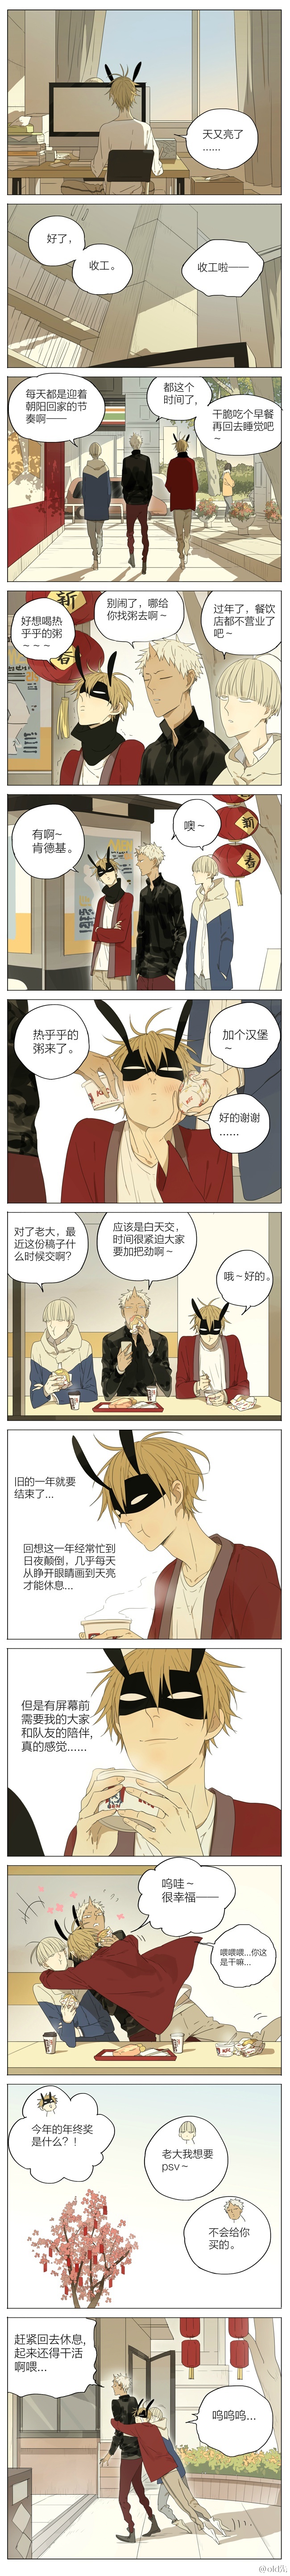 天又亮了
……
好了，
收工。
收工啦——
每天都是迎着
朝阳回家的节
奏啊——
都这个
时间了，
干脆吃个早餐
再回去睡觉吧
~
新
春
好想喝热
乎乎的粥
~~~
别闹了，哪给
你找粥去啊~
过年了，餐饮
店都不营业了
吧~
有啊~
肯德基。
噢~
新
春
热乎乎的
粥来了。
加个汉堡
~
好的谢谢
……
对了老大，最
近这份稿子什
么时候交啊？
应该是白天交，
时间很紧迫大家
要加把劲啊~
哦~好的。
旧的一年就要
结束了…
回想这一年经常忙到
日夜颠倒，几乎每天
从睁开眼睛画到天亮
才能休息…
但是有屏幕前
需要我的大家
和队友的陪伴，
真的感觉……
呜哇~
很幸福——
喂喂喂…你这
是干嘛…
今年的年终奖
是什么？！
老大我想要
psv~
不会给你
买的。
赶紧回去休息，
起来还得干活
啊喂…
呜呜呜…
@old先